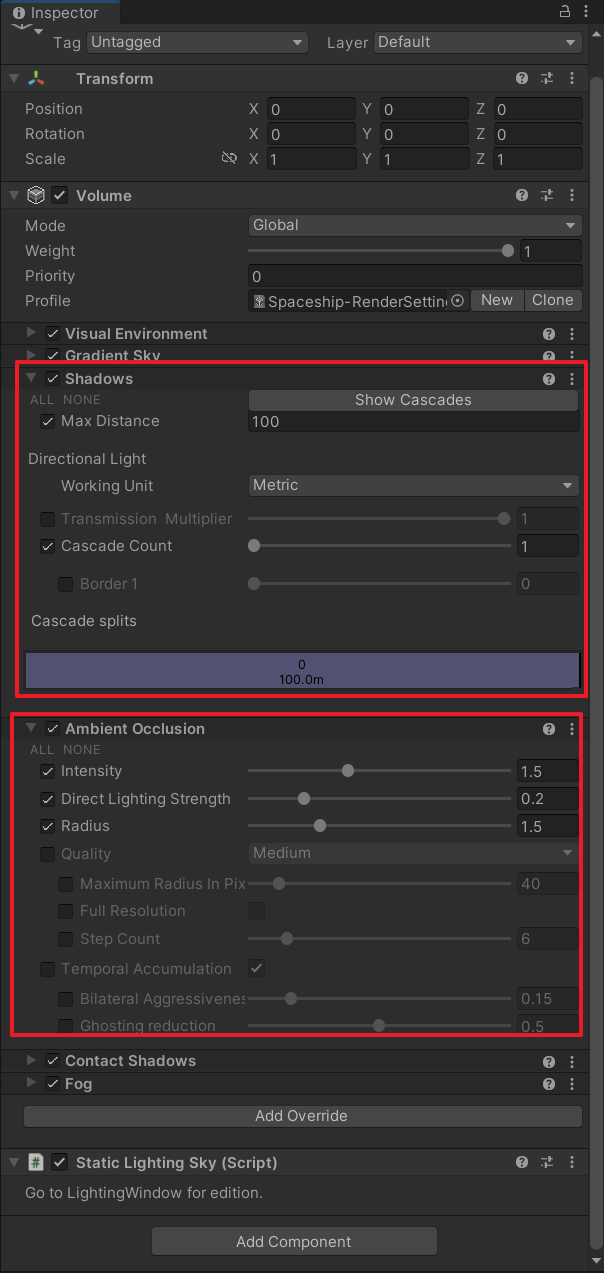 Inspector
Tag Untagged Layer Default
Transform
Position X 0 Y 0 Z 0
Rotation X 0 Y 0 Z 0
Scale X 1 Y 1 Z 1
Volume
Mode Global
Weight 1
Priority 0
Profile Spaceship-RenderSetting New Clone
Visual Environment
Gradient Sky
Shadows
ALL NONE Show Cascades
Max Distance 100
Directional Light
Working Unit Metric
Transmission Multiplier 1
Cascade Count 1
Border 1 0
Cascade splits
0
100.0m
Ambient Occlusion
ALL NONE
Intensity 1.5
Direct Lighting Strength 0.2
Radius 1.5
Quality Medium
Maximum Radius In Pix 40
Full Resolution
Step Count 6
Temporal Accumulation
Bilateral Aggressivenes 0.15
Ghosting reduction 0.5
Contact Shadows
Fog
Add Override
# Static Lighting Sky (Script)
Go to LightingWindow for edition.
Add Component